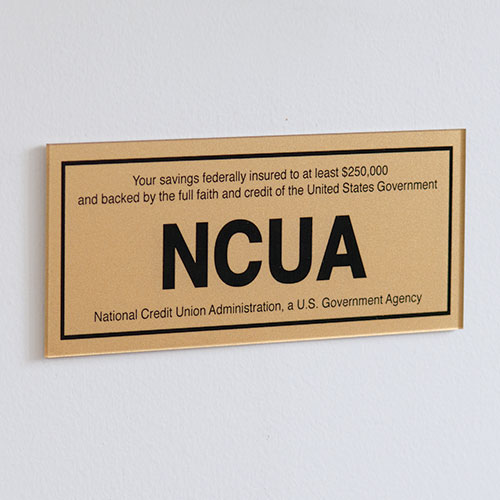 Your savings federally insured to at least $250,000
and backed by the full faith and credit of the United States Government
NCUA
National Credit Union Administration, a U.S. Government Agency